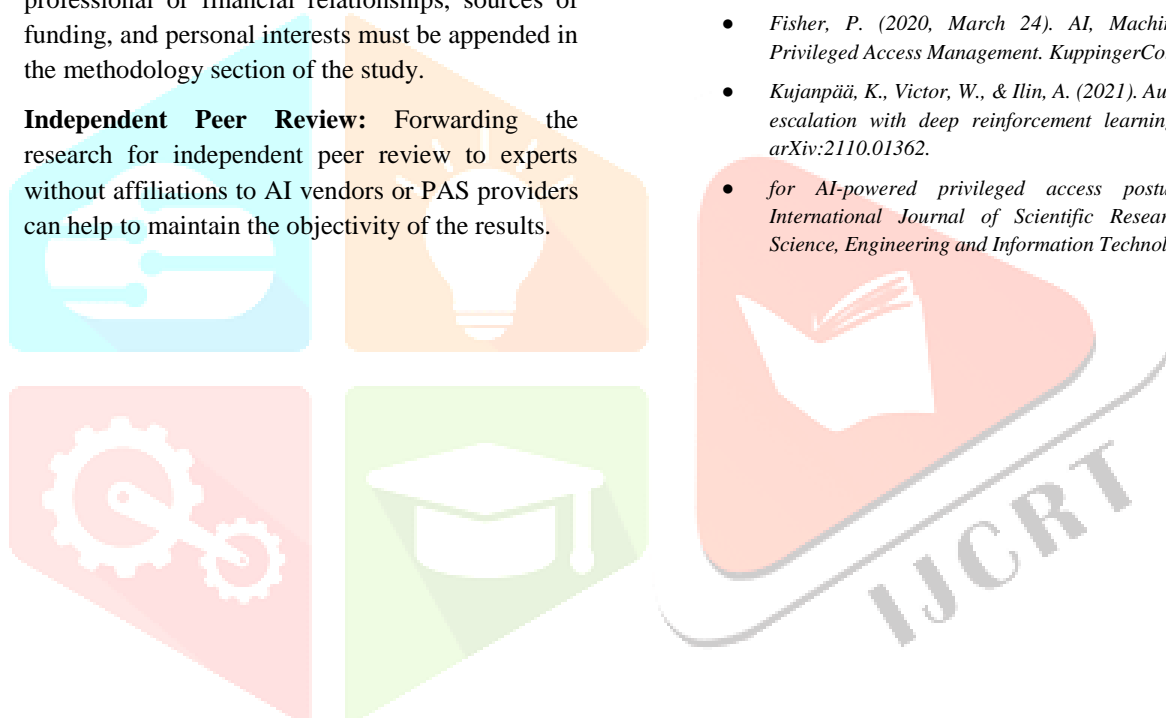 professional or financial relationships, sources of
funding, and personal interests must be appended in
the methodology section of the study.
Independent Peer Review: Forwarding the
research for independent peer review to experts
without affiliations to AI vendors or PAS providers
can help to maintain the objectivity of the results.
● Fisher, P. (2020, March 24). AI, Machin
Privileged Access Management. KuppingerCo
● Kujanpää, K., Victor, W., & Ilin, A. (2021). Au
escalation with deep reinforcement learning
arXiv:2110.01362.
● for AI-powered privileged access postu
International Journal of Scientific Resear
Science, Engineering and Information Technol
IJCRT